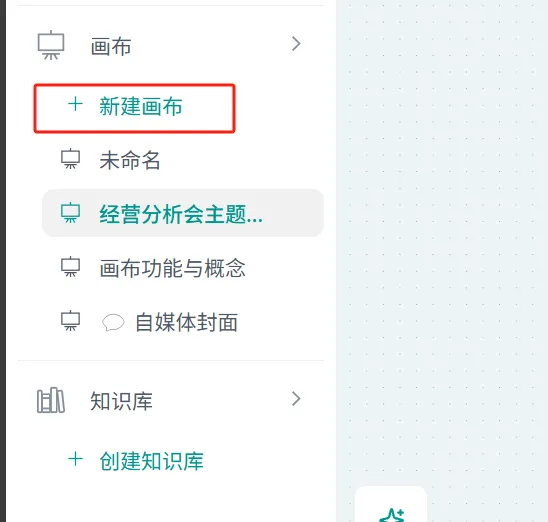 画布
新建画布
未命名
经营分析会主题...
画布功能与概念
自媒体封面
知识库
创建知识库